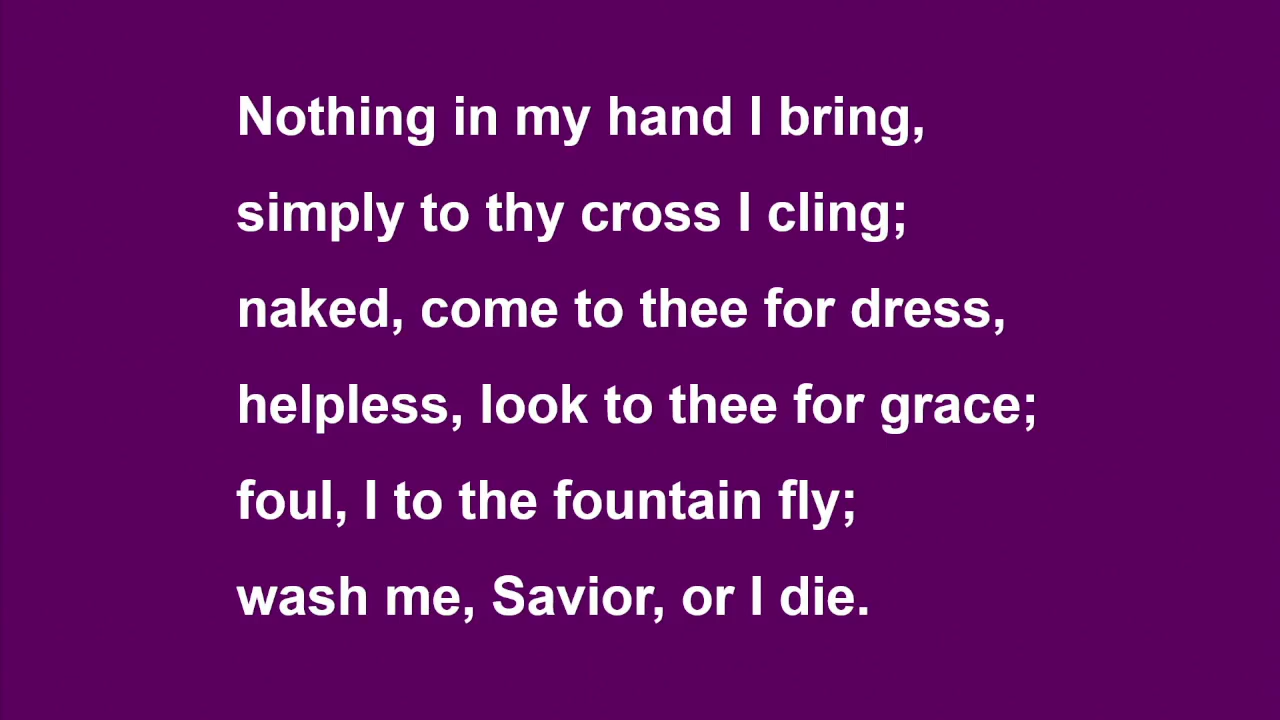 Nothing in my hand I bring,
simply to thy cross I cling;
naked, come to thee for dress,
helpless, look to thee for grace;
foul, I to the fountain fly;
wash me, Savior, or I die.